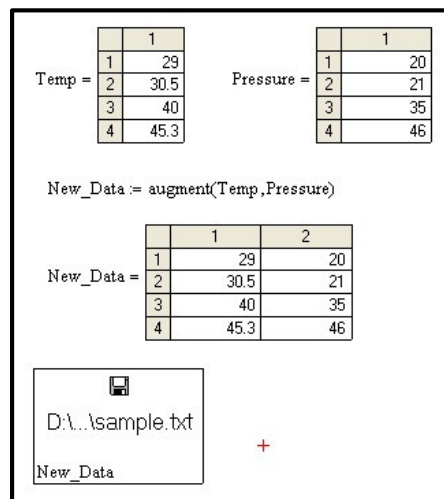 1 1
Temp = 1 29 Pressure = 1 20
2 30.5 2 21
3 40 3 35
4 45.3 4 46
New_Data := augment(Temp,Pressure)
1 2
New_Data = 1 29 20
2 30.5 21
3 40 35
4 45.3 46
D:\...\sample.txt
New_Data